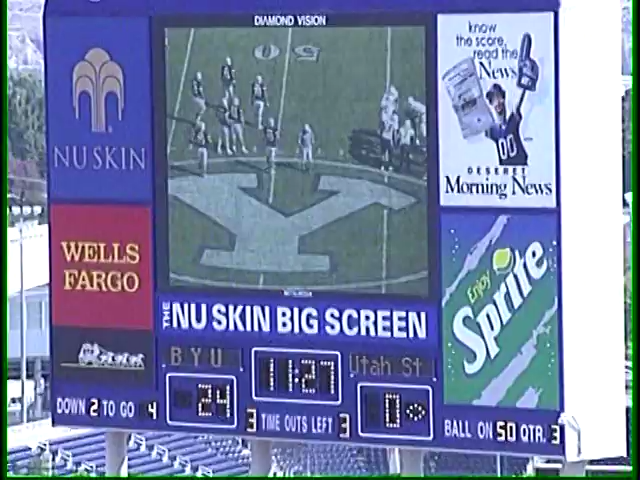 DIAMOND VISION
NU SKIN
know
the score,
read the
News
00
DESERET
Morning News
WELLS
FARGO
Enjoy
Sprite
THE NU SKIN BIG SCREEN
BYU
11:27
Utah St
24
0
DOWN 2 TO GO 4
3 TIME OUTS LEFT 3
BALL ON 50 QTR. 3